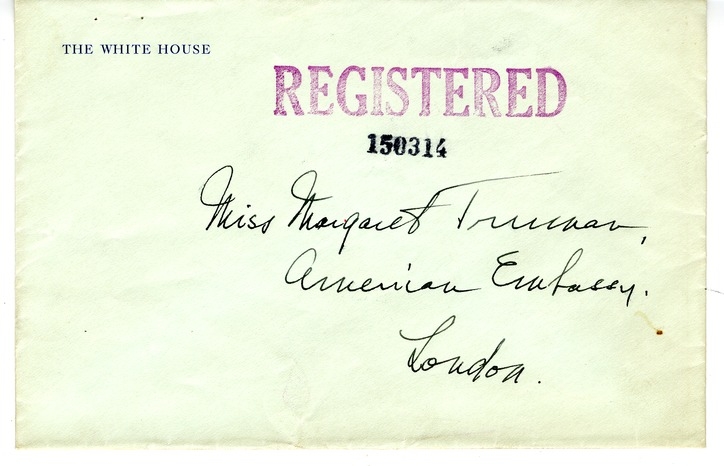 THE WHITE HOUSE
REGISTERED
150314
Miss Margaret Truman,
American Embassy.
London.